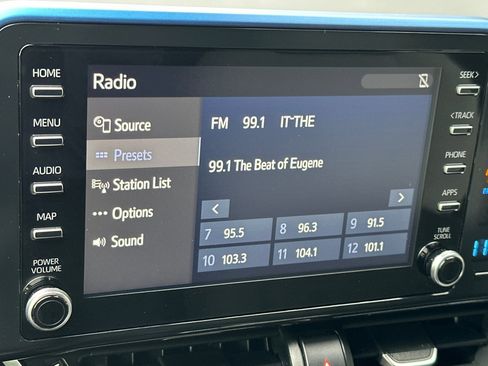 HOME
MENU
AUDIO
MAP
POWER
VOLUME
Radio
Source
Presets
Station List
Options
Sound
FM 99.1 IT~THE
99.1 The Beat of Eugene
< >
7 95.5 8 96.3 9 91.5
10 103.3 11 104.1 12 101.1
SEEK>
<TRACK
PHONE
APPS
TUNE
SCROLL